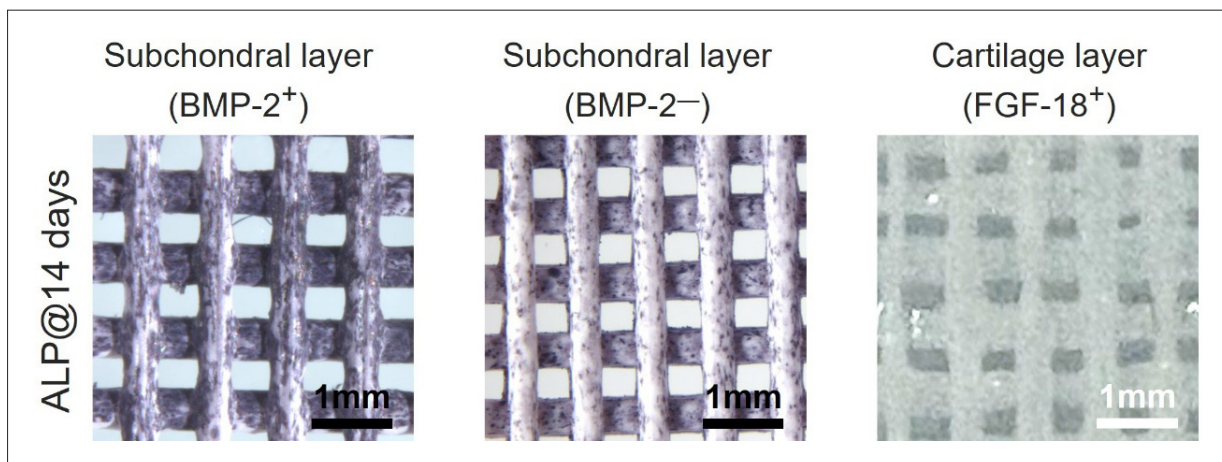 Subchondral layer
(BMP-2⁺)
Subchondral layer
(BMP-2—)
Cartilage layer
(FGF-18⁺)
ALP@14 days
1mm
1mm
1mm